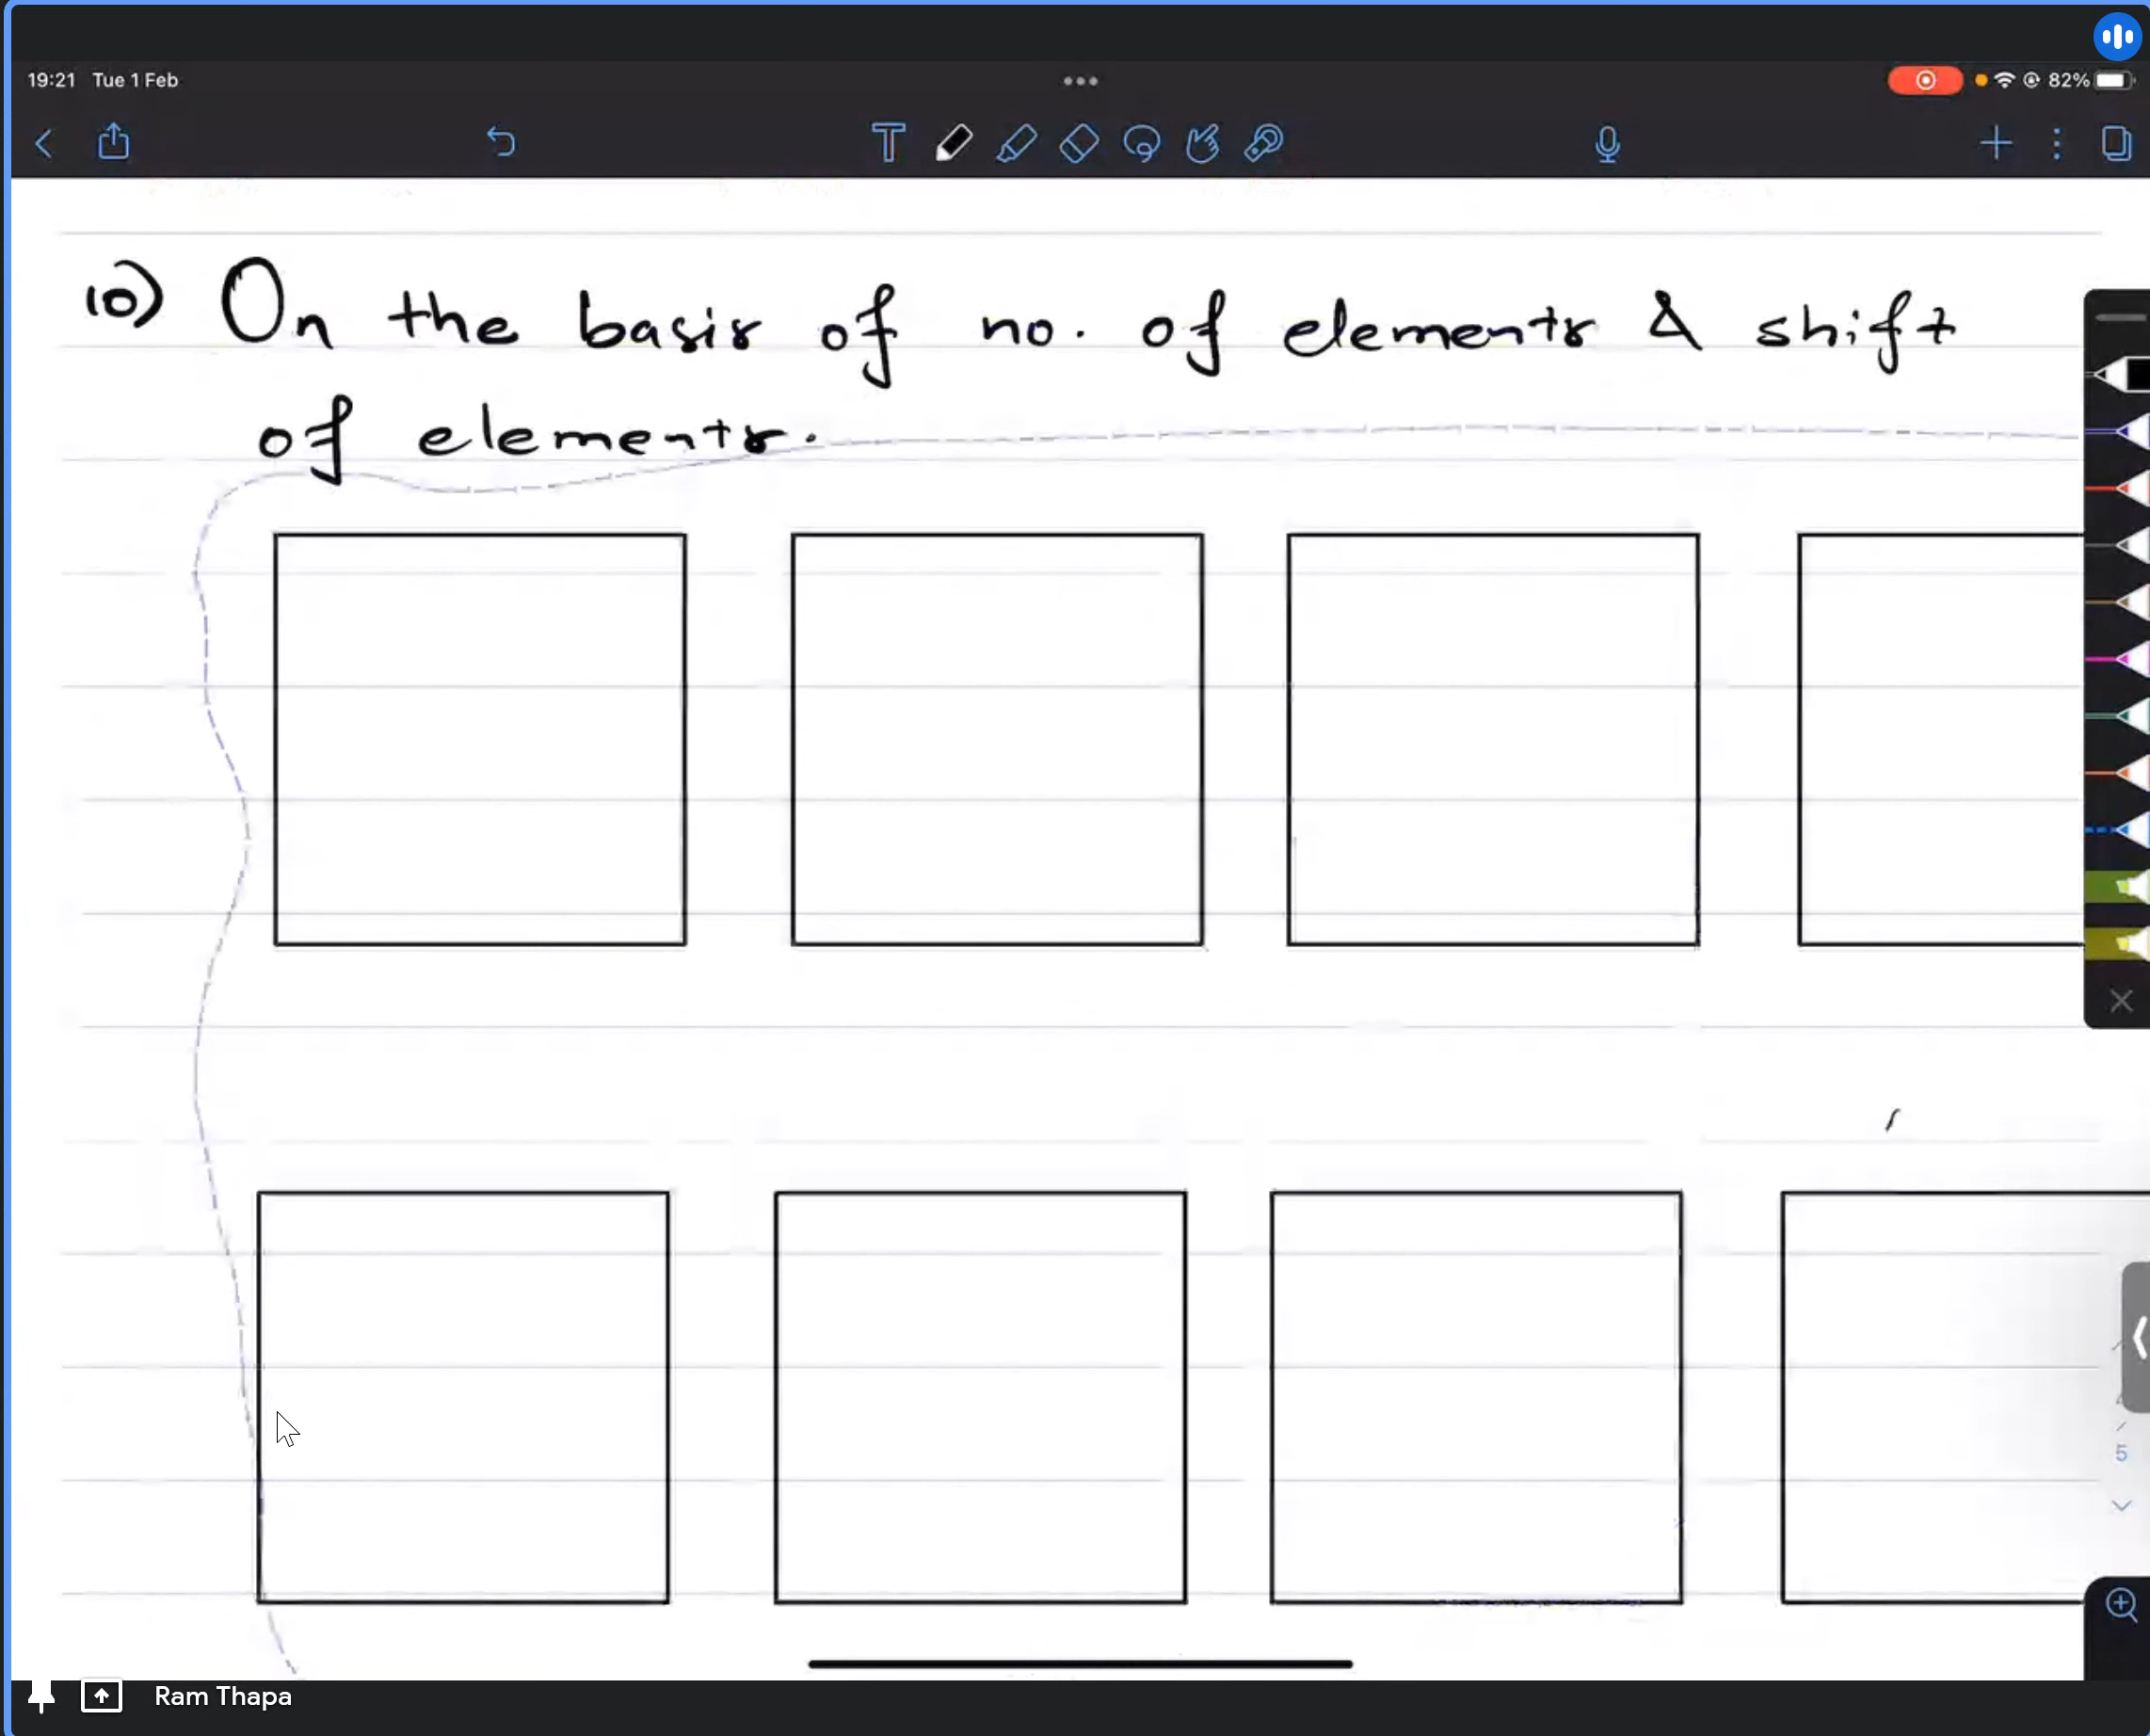 19:21 Tue 1 Feb
82%
10) On the basis of no. of elements & shift
of elements.
5
Ram Thapa